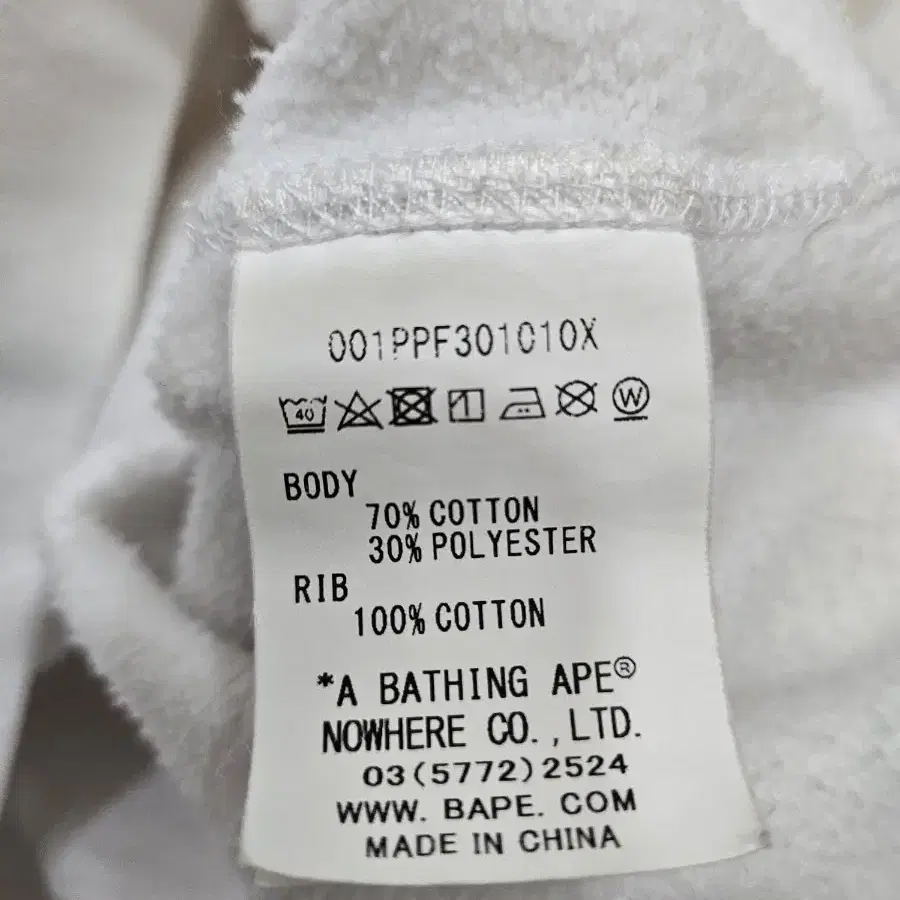 001PPF301010X
40 W
BODY
70% COTTON
30% POLYESTER
RIB
100% COTTON
*A BATHING APE®
NOWHERE CO.,LTD.
03(5772)2524
WWW. BAPE. COM
MADE IN CHINA